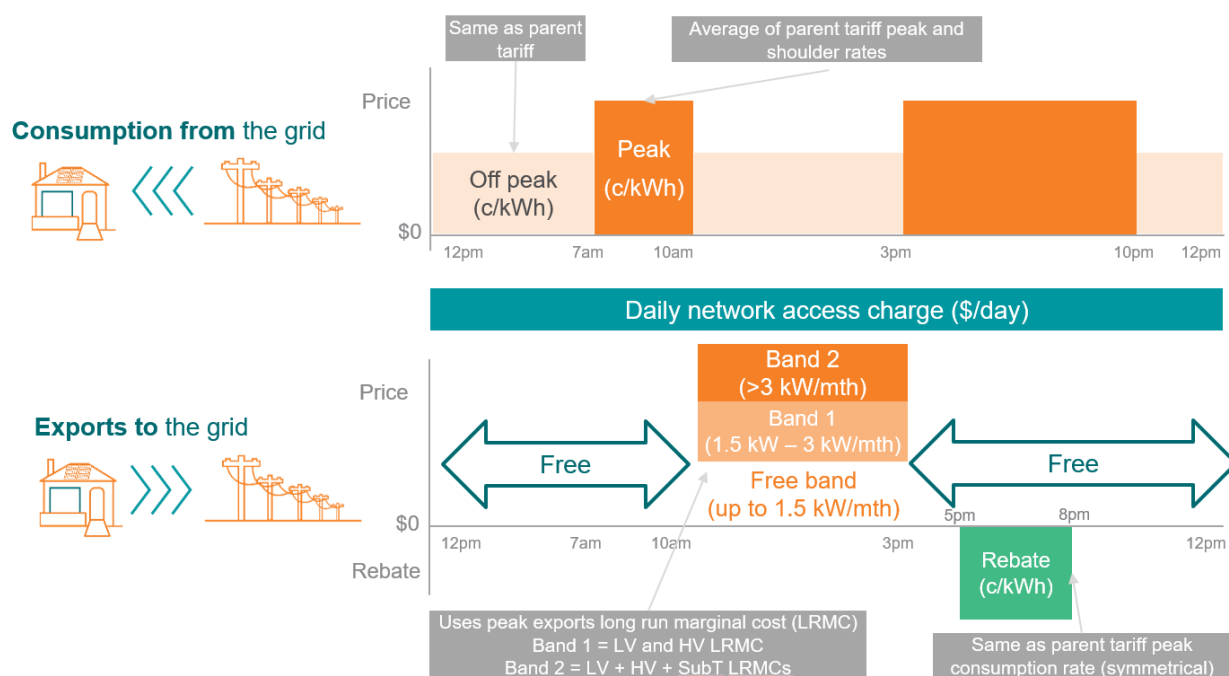 Same as parent
tariff
Average of parent tariff peak and
shoulder rates
Price
Consumption from the grid
Peak
(c/kWh)
Off peak
(c/kWh)
$0
12pm
7am
10am
3pm
10pm
12pm
Daily network access charge ($/day)
Price
Band 2
(>3 kW/mth)
Band 1
(1.5 kW – 3 kW/mth)
Exports to the grid
Free
Free
Free band
(up to 1.5 kW/mth)
5pm
8pm
$0
12pm
7am
10am
3pm
12pm
Rebate
Rebate
(c/kWh)
Uses peak exports long run marginal cost (LRMC)
Band 1 = LV and HV LRMC
Band 2 = LV + HV + SubT LRMCs
Same as parent tariff peak
consumption rate (symmetrical)